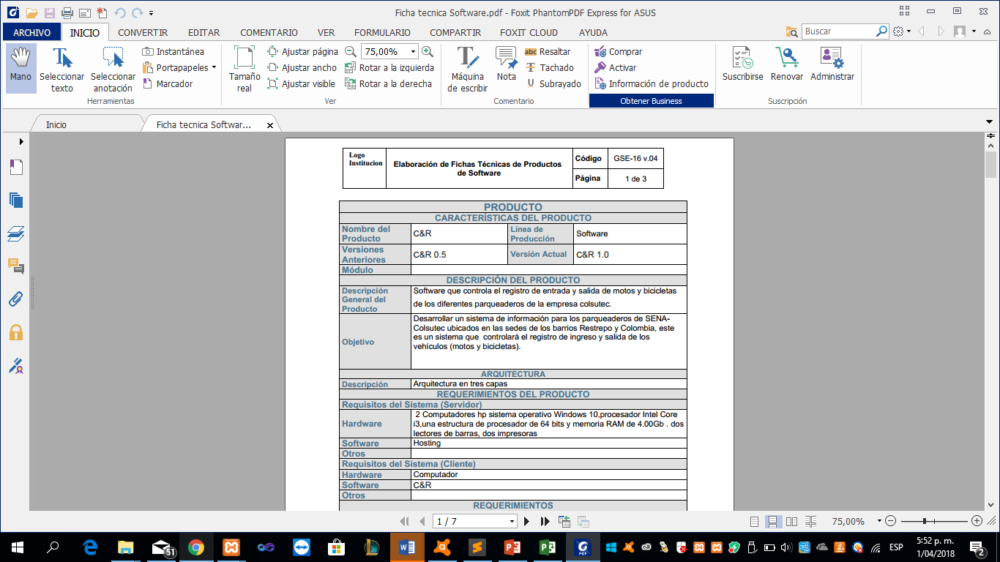 Ficha tecnica Software.pdf - Foxit PhantomPDF Express for ASUS
ARCHIVO INICIO CONVERTIR EDITAR COMENTARIO VER FORMULARIO COMPARTIR FOXIT CLOUD AYUDA Buscar
Mano
Seleccionar
texto
Seleccionar
anotación
Instantánea
Portapapeles
Marcador
Herramientas
Tamaño
real
Ajustar página
Ajustar ancho
Ajustar visible
75,00%
Rotar a la izquierda
Rotar a la derecha
Ver
Máquina
de escribir
Nota
abc Resaltar
Tachado
U Subrayado
Comentario
Comprar
Activar
Información de producto
Obtener Business
Suscribirse
Renovar
Administrar
Suscripción
Inicio
Ficha tecnica Softwar...
Logo
Institucion
Elaboración de Fichas Técnicas de Productos
de Software
Código
GSE-16 v.04
Página
1 de 3
PRODUCTO
CARACTERÍSTICAS DEL PRODUCTO
Nombre del
Producto
C&R
Línea de
Producción
Software
Versiones
Anteriores
C&R 0.5
Versión Actual
C&R 1.0
Módulo
DESCRIPCIÓN DEL PRODUCTO
Descripción
General del
Producto
Software que controla el registro de entrada y salida de motos y bicicletas
de los diferentes parqueaderos de la empresa colsutec.
Objetivo
Desarrollar un sistema de información para los parqueaderos de SENA-
Colsutec ubicados en las sedes de los barrios Restrepo y Colombia, este
es un sistema que controlará el registro de ingreso y salida de los
vehículos (motos y bicicletas).
ARQUITECTURA
Descripción
Arquitectura en tres capas
REQUERIMIENTOS DEL PRODUCTO
Requisitos del Sistema (Servidor)
Hardware
2 Computadores hp sistema operativo Windows 10,procesador Intel Core
i3,una estructura de procesador de 64 bits y memoria RAM de 4.00Gb . dos
lectores de barras, dos impresoras
Software
Hosting
Otros
Requisitos del Sistema (Cliente)
Hardware
Computador
Software
C&R
Otros
REQUERIMIENTOS
1 / 7
75,00%
51
PDF
ESP
5:52 p. m.
1/04/2018
2